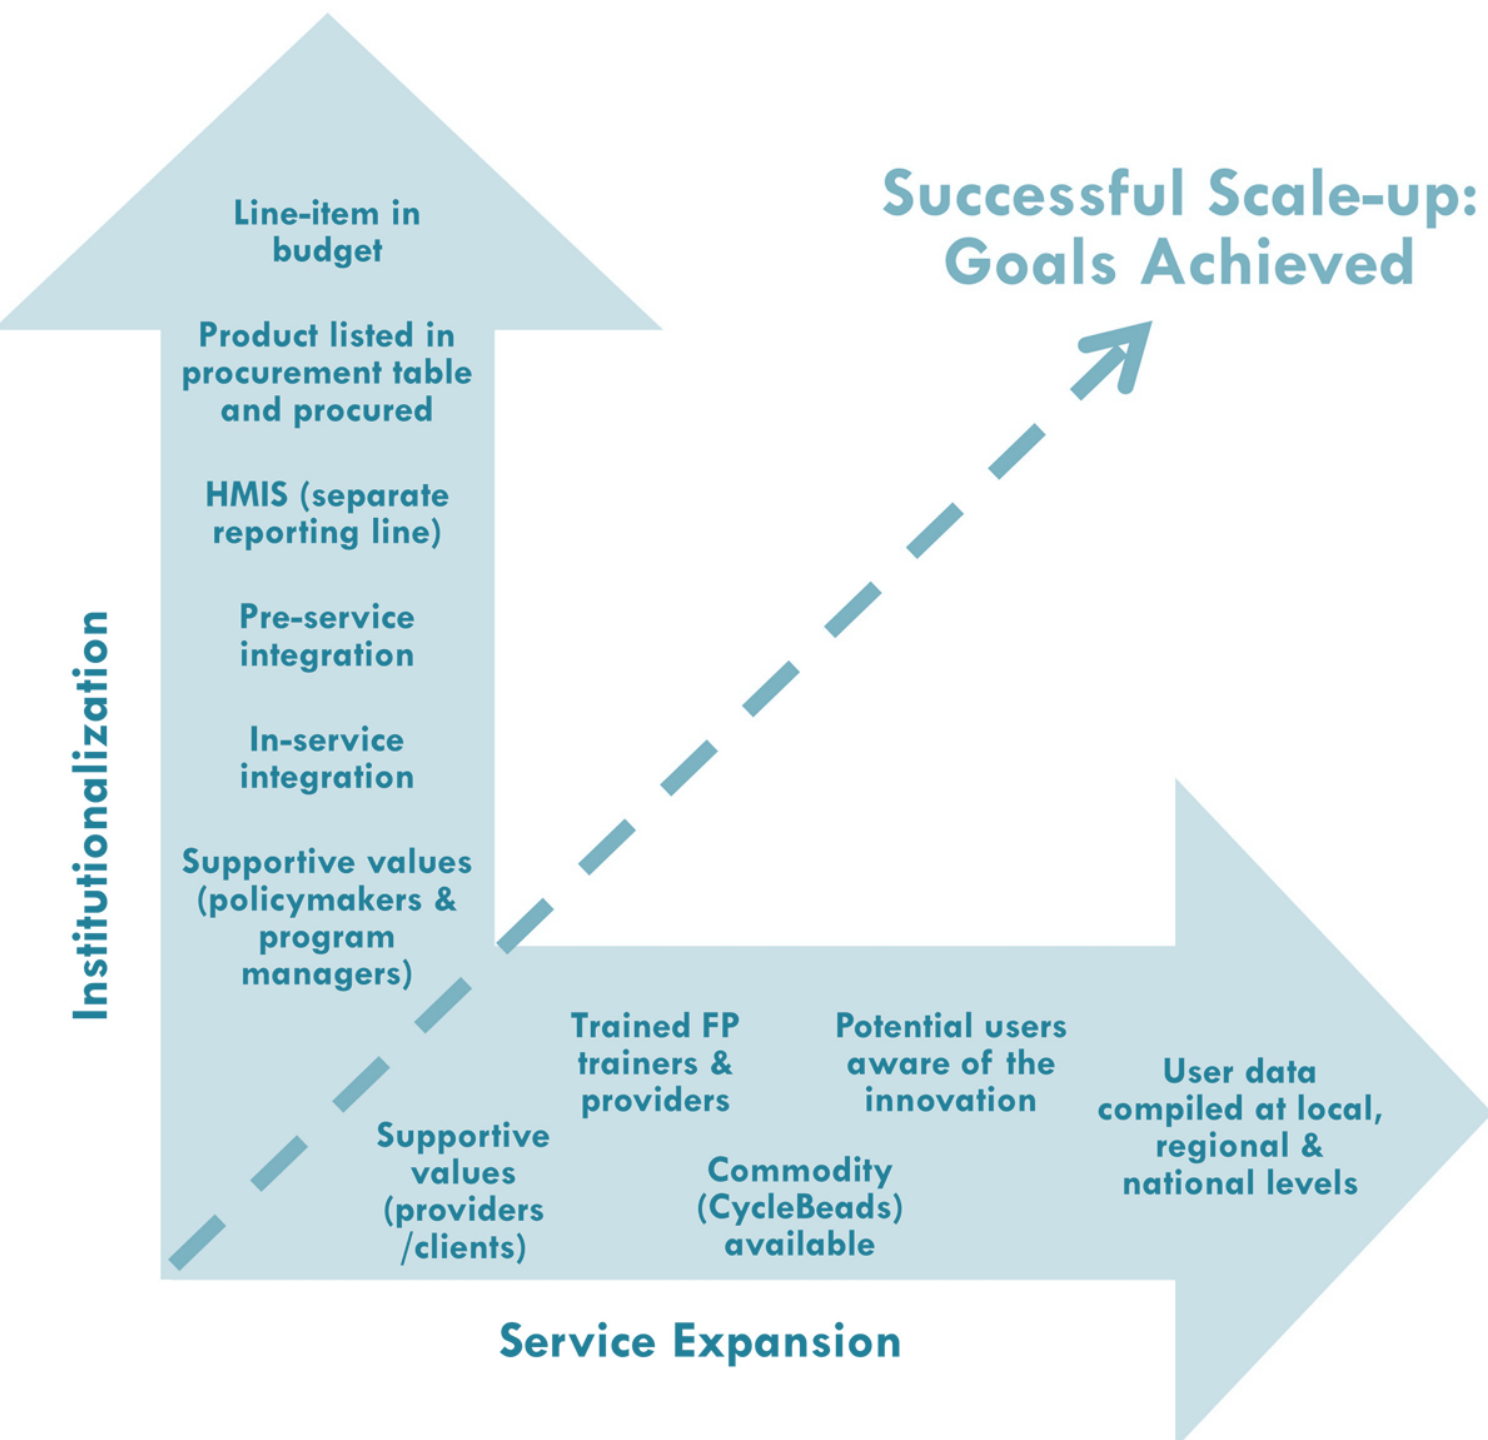 Successful Scale-up:
Goals Achieved
Line-item in
budget
Product listed in
procurement table
and procured
HMIS (separate
reporting line)
Pre-service
integration
In-service
integration
Supportive values
(policymakers &
program
managers)
Institutionalization
Supportive
values
(providers
/clients)
Trained FP
trainers &
providers
Commodity
(CycleBeads)
available
Potential users
aware of the
innovation
User data
compiled at local,
regional &
national levels
Service Expansion